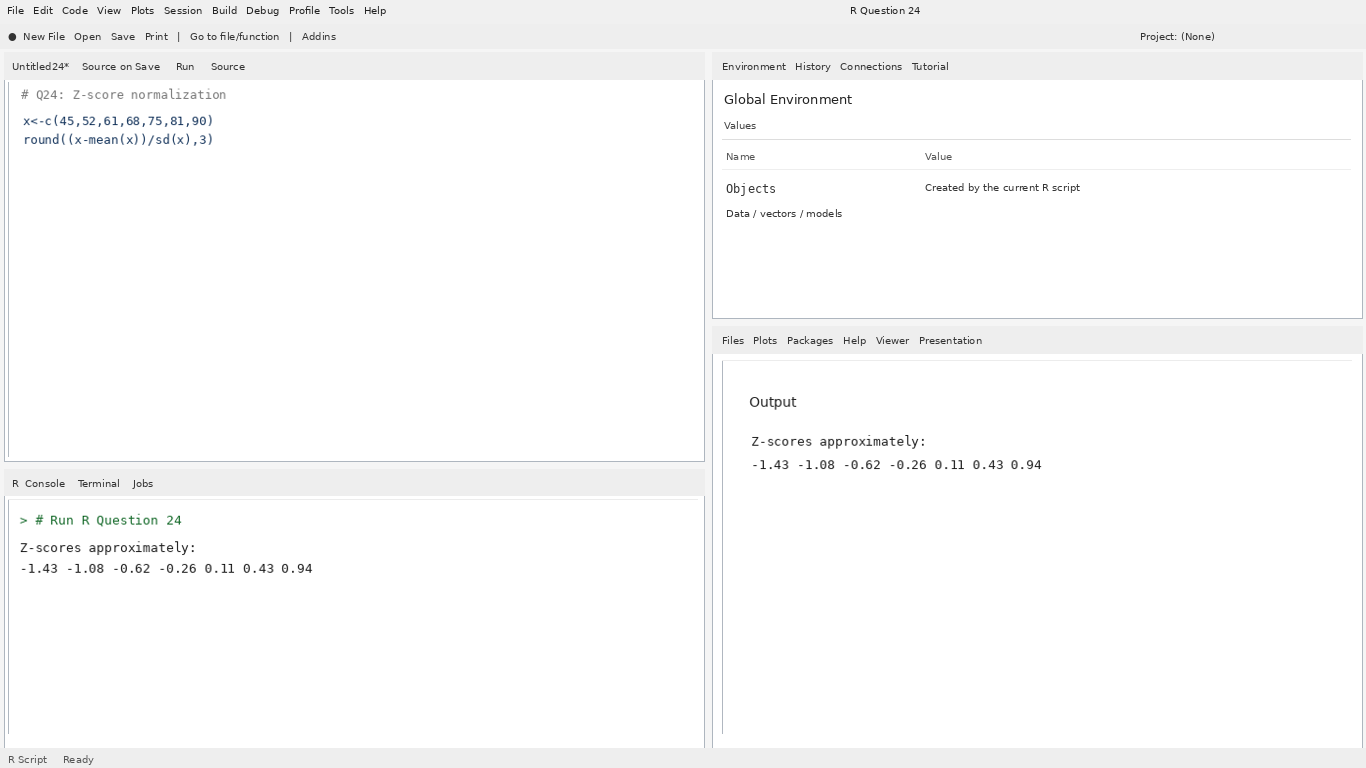 File Edit Code View Plots Session Build Debug Profile Tools Help
R Question 24
● New File Open Save Print | Go to file/function | Addins
Project: (None)
Untitled24* Source on Save Run Source
# Q24: Z-score normalization
x<-c(45,52,61,68,75,81,90)
round((x-mean(x))/sd(x),3)
R Console Terminal Jobs
> # Run R Question 24
Z-scores approximately:
-1.43 -1.08 -0.62 -0.26 0.11 0.43 0.94
Environment History Connections Tutorial
Global Environment
Values
Name Value
Objects Created by the current R script
Data / vectors / models
Files Plots Packages Help Viewer Presentation
Output
Z-scores approximately:
-1.43 -1.08 -0.62 -0.26 0.11 0.43 0.94
R Script Ready